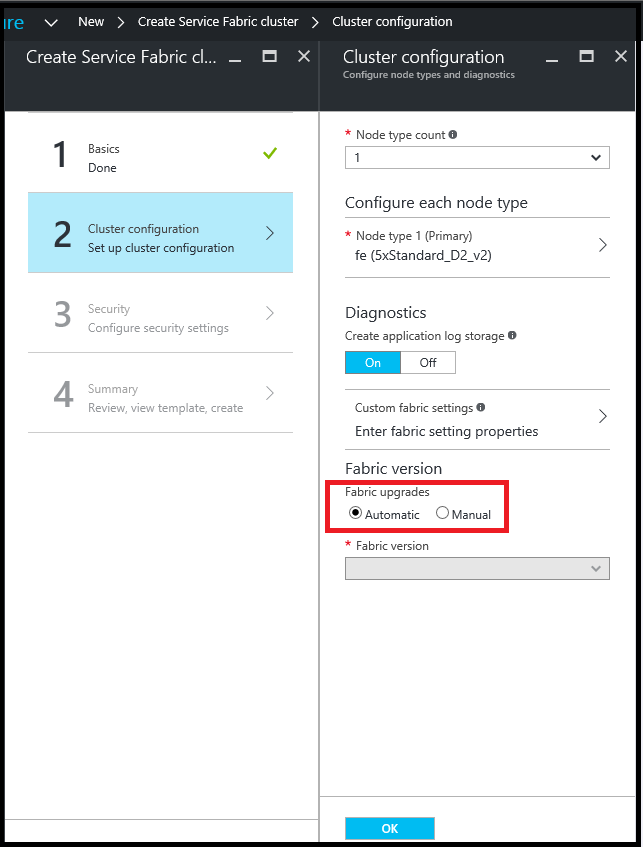 ure New Create Service Fabric cluster Cluster configuration
Create Service Fabric cl...
1
Basics
Done
2
Cluster configuration
Set up cluster configuration
3
Security
Configure security settings
4
Summary
Review, view template, create
Cluster configuration
Configure node types and diagnostics
* Node type count
1
Configure each node type
* Node type 1 (Primary)
fe (5xStandard_D2_v2)
Diagnostics
Create application log storage
On Off
Custom fabric settings
Enter fabric setting properties
Fabric version
Fabric upgrades
Automatic Manual
* Fabric version
OK